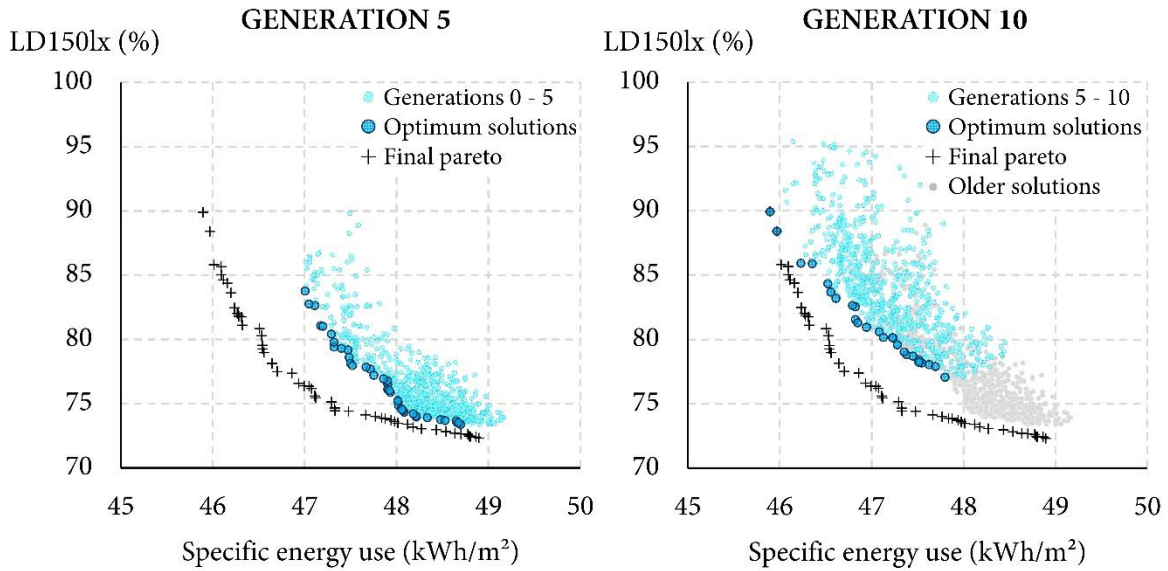 GENERATION 5
LD150lx (%)
Generations 0 - 5
Optimum solutions
Final pareto
100
95
90
85
80
75
70
45 46 47 48 49 50
Specific energy use (kWh/m²)
GENERATION 10
LD150lx (%)
Generations 5 - 10
Optimum solutions
Final pareto
Older solutions
100
95
90
85
80
75
70
45 46 47 48 49 50
Specific energy use (kWh/m²)